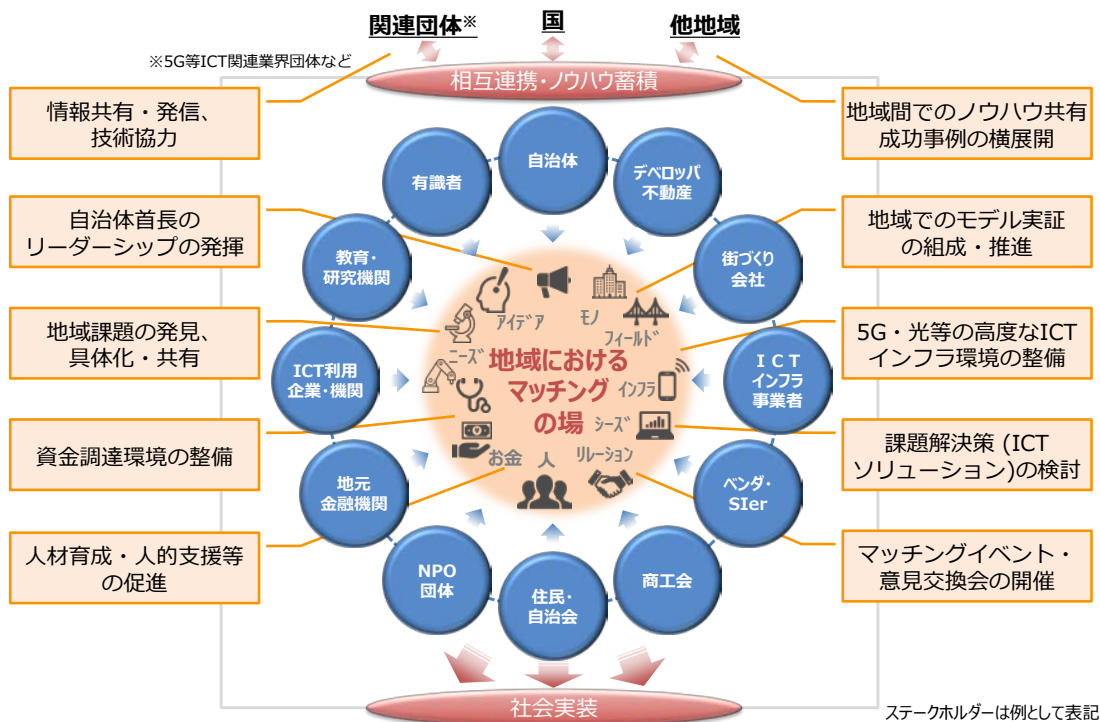 関連団体※
国
他地域
※5G等ICT関連業界団体など
相互連携・ノウハウ蓄積
情報共有・発信、
技術協力
地域間でのノウハウ共有
成功事例の横展開
自治体
有識者
デベロッパ
不動産
自治体首長の
リーダーシップの発揮
地域でのモデル実証
の組成・推進
教育・
研究機関
街づくり
会社
アイデア
モノ
フィールド
地域課題の発見、
具体化・共有
5G・光等の高度なICT
インフラ環境の整備
ニーズ
地域における
マッチング
の場
インフラ
シーズ
リレーション
人
お金
ICT利用
企業・機関
ICT
インフラ
事業者
資金調達環境の整備
課題解決策 (ICT
ソリューション)の検討
地元
金融機関
ベンダ・
SIer
人材育成・人的支援等
の促進
マッチングイベント・
意見交換会の開催
NPO
団体
住民・
自治会
商工会
社会実装
ステークホルダーは例として表記